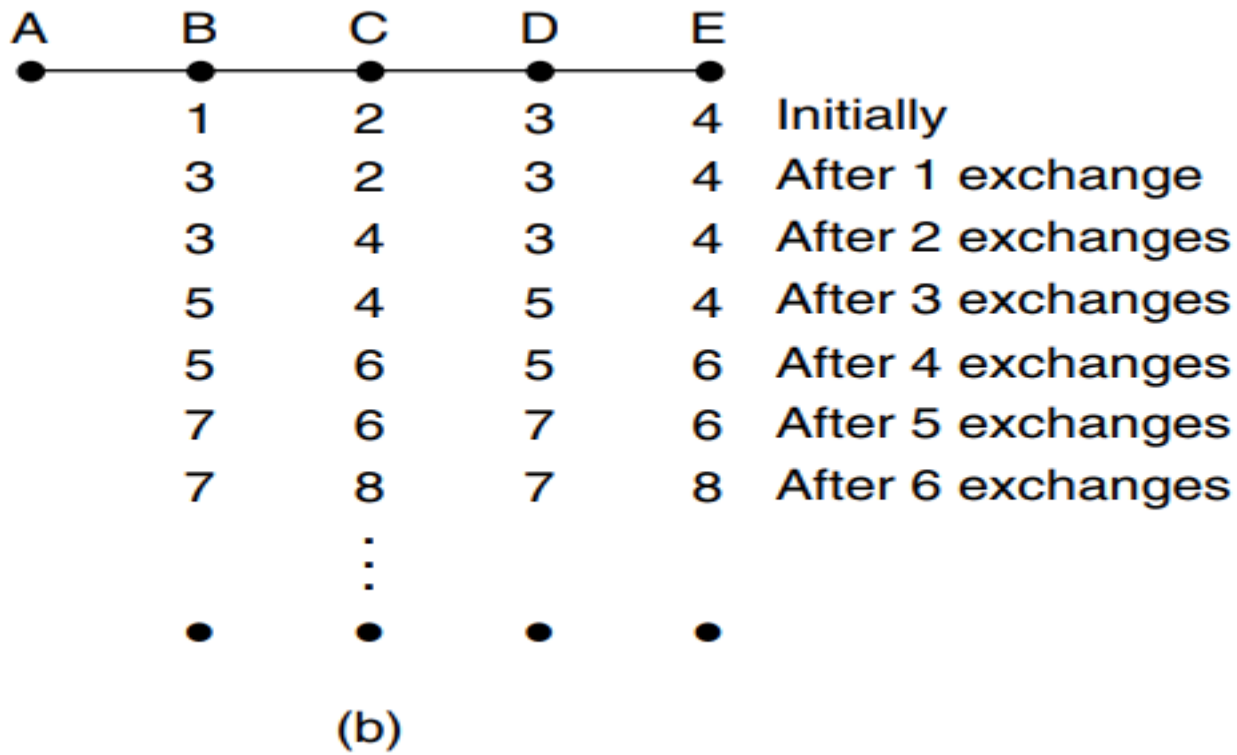 A B C D E
1 2 3 4 Initially
3 2 3 4 After 1 exchange
3 4 3 4 After 2 exchanges
5 4 5 4 After 3 exchanges
5 6 5 6 After 4 exchanges
7 6 7 6 After 5 exchanges
7 8 7 8 After 6 exchanges
⋮
(b)